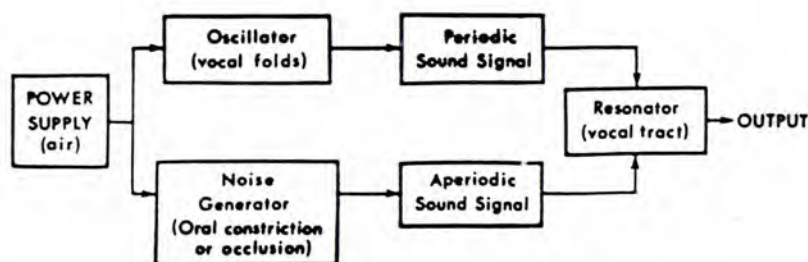 POWER
SUPPLY
(air)
Oscillator
(vocal folds)
Periodic
Sound Signal
Noise
Generator
(Oral constriction
or occlusion)
Aperiodic
Sound Signal
Resonator
(vocal tract)
OUTPUT